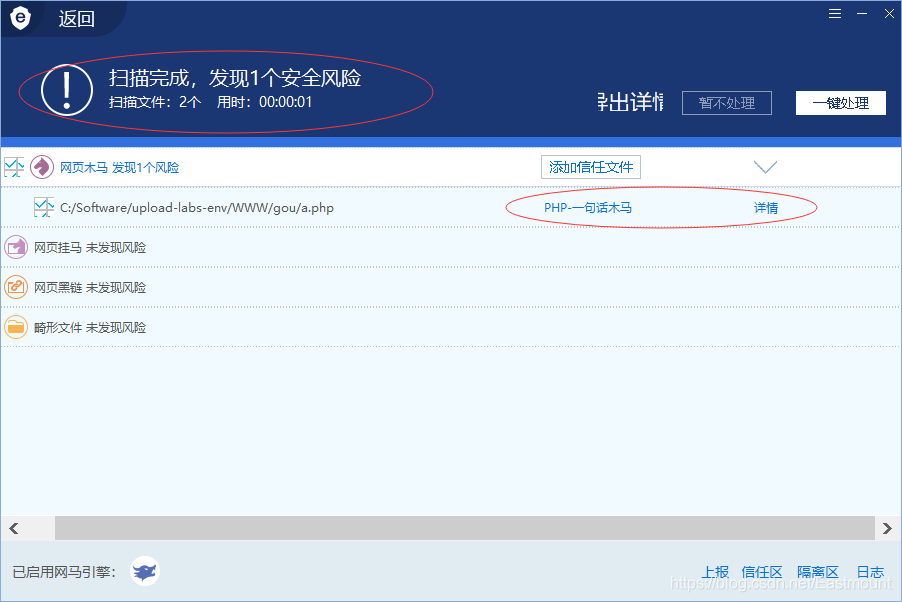 返回
扫描完成，发现1个安全风险
扫描文件：2个 用时：00:00:01
导出详情 暂不处理 一键处理
网页木马 发现1个风险 添加信任文件
C:/Software/upload-labs-env/WWW/gou/a.php PHP-一句话木马 详情
网页挂马 未发现风险
网页黑链 未发现风险
畸形文件 未发现风险
已启用网马引擎： 上报 信任区 隔离区 日志
https://blog.csdn.net/Eastmount